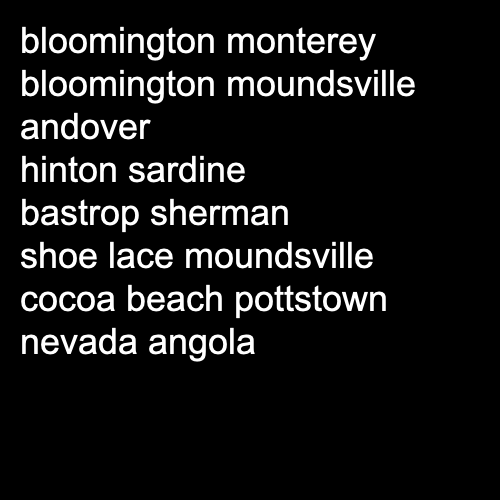 bloomington monterey
bloomington moundsville
andover
hinton sardine
bastrop sherman
shoe lace moundsville
cocoa beach pottstown
nevada angola